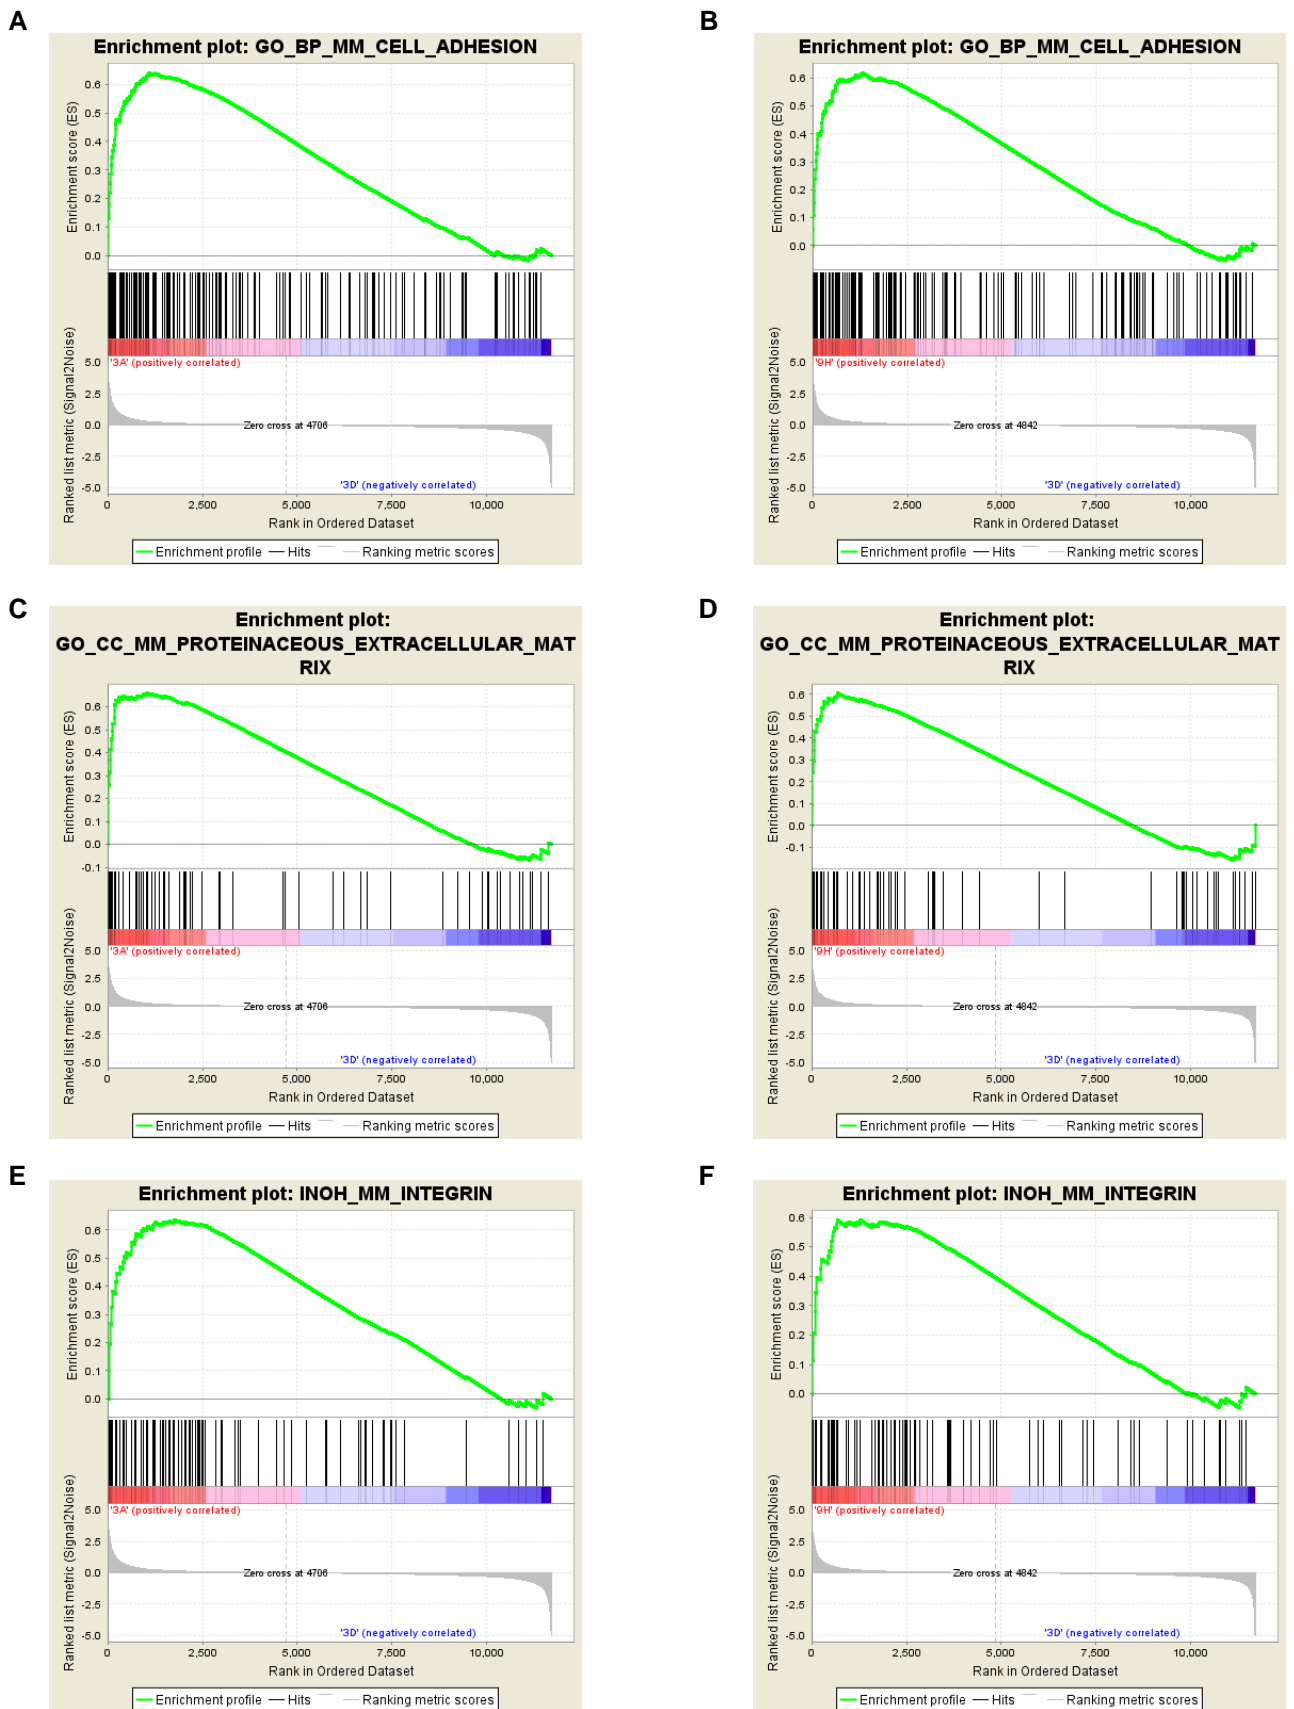 A
Enrichment plot: GO_BP_MM_CELL_ADHESION
Enrichment score (ES)
0.6
0.5
0.4
0.3
0.2
0.1
0.0
Ranked list metric (Signal2Noise)
5.0
2.5
0.0
-2.5
-5.0
'3A' (positively correlated)
Zero cross at 4706
'3D' (negatively correlated)
0 2,500 5,000 7,500 10,000
Rank in Ordered Dataset
Enrichment profile Hits Ranking metric scores
B
Enrichment plot: GO_BP_MM_CELL_ADHESION
Enrichment score (ES)
0.6
0.5
0.4
0.3
0.2
0.1
0.0
Ranked list metric (Signal2Noise)
5.0
2.5
0.0
-2.5
-5.0
'9H' (positively correlated)
Zero cross at 4842
'3D' (negatively correlated)
0 2,500 5,000 7,500 10,000
Rank in Ordered Dataset
Enrichment profile Hits Ranking metric scores
C
Enrichment plot:
GO_CC_MM_PROTEINACEOUS_EXTRACELLULAR_MAT
RIX
Enrichment score (ES)
0.6
0.5
0.4
0.3
0.2
0.1
0.0
-0.1
Ranked list metric (Signal2Noise)
5.0
2.5
0.0
-2.5
-5.0
'3A' (positively correlated)
Zero cross at 4706
'3D' (negatively correlated)
0 2,500 5,000 7,500 10,000
Rank in Ordered Dataset
Enrichment profile Hits Ranking metric scores
D
Enrichment plot:
GO_CC_MM_PROTEINACEOUS_EXTRACELLULAR_MAT
RIX
Enrichment score (ES)
0.6
0.5
0.4
0.3
0.2
0.1
0.0
-0.1
Ranked list metric (Signal2Noise)
5.0
2.5
0.0
-2.5
-5.0
'9H' (positively correlated)
Zero cross at 4842
'3D' (negatively correlated)
0 2,500 5,000 7,500 10,000
Rank in Ordered Dataset
Enrichment profile Hits Ranking metric scores
E
Enrichment plot: INOH_MM_INTEGRIN
Enrichment score (ES)
0.6
0.5
0.4
0.3
0.2
0.1
0.0
Ranked list metric (Signal2Noise)
5.0
2.5
0.0
-2.5
-5.0
'3A' (positively correlated)
Zero cross at 4706
'3D' (negatively correlated)
0 2,500 5,000 7,500 10,000
Rank in Ordered Dataset
Enrichment profile Hits Ranking metric scores
F
Enrichment plot: INOH_MM_INTEGRIN
Enrichment score (ES)
0.6
0.5
0.4
0.3
0.2
0.1
0.0
Ranked list metric (Signal2Noise)
5.0
2.5
0.0
-2.5
-5.0
'9H' (positively correlated)
Zero cross at 4842
'3D' (negatively correlated)
0 2,500 5,000 7,500 10,000
Rank in Ordered Dataset
Enrichment profile Hits Ranking metric scores